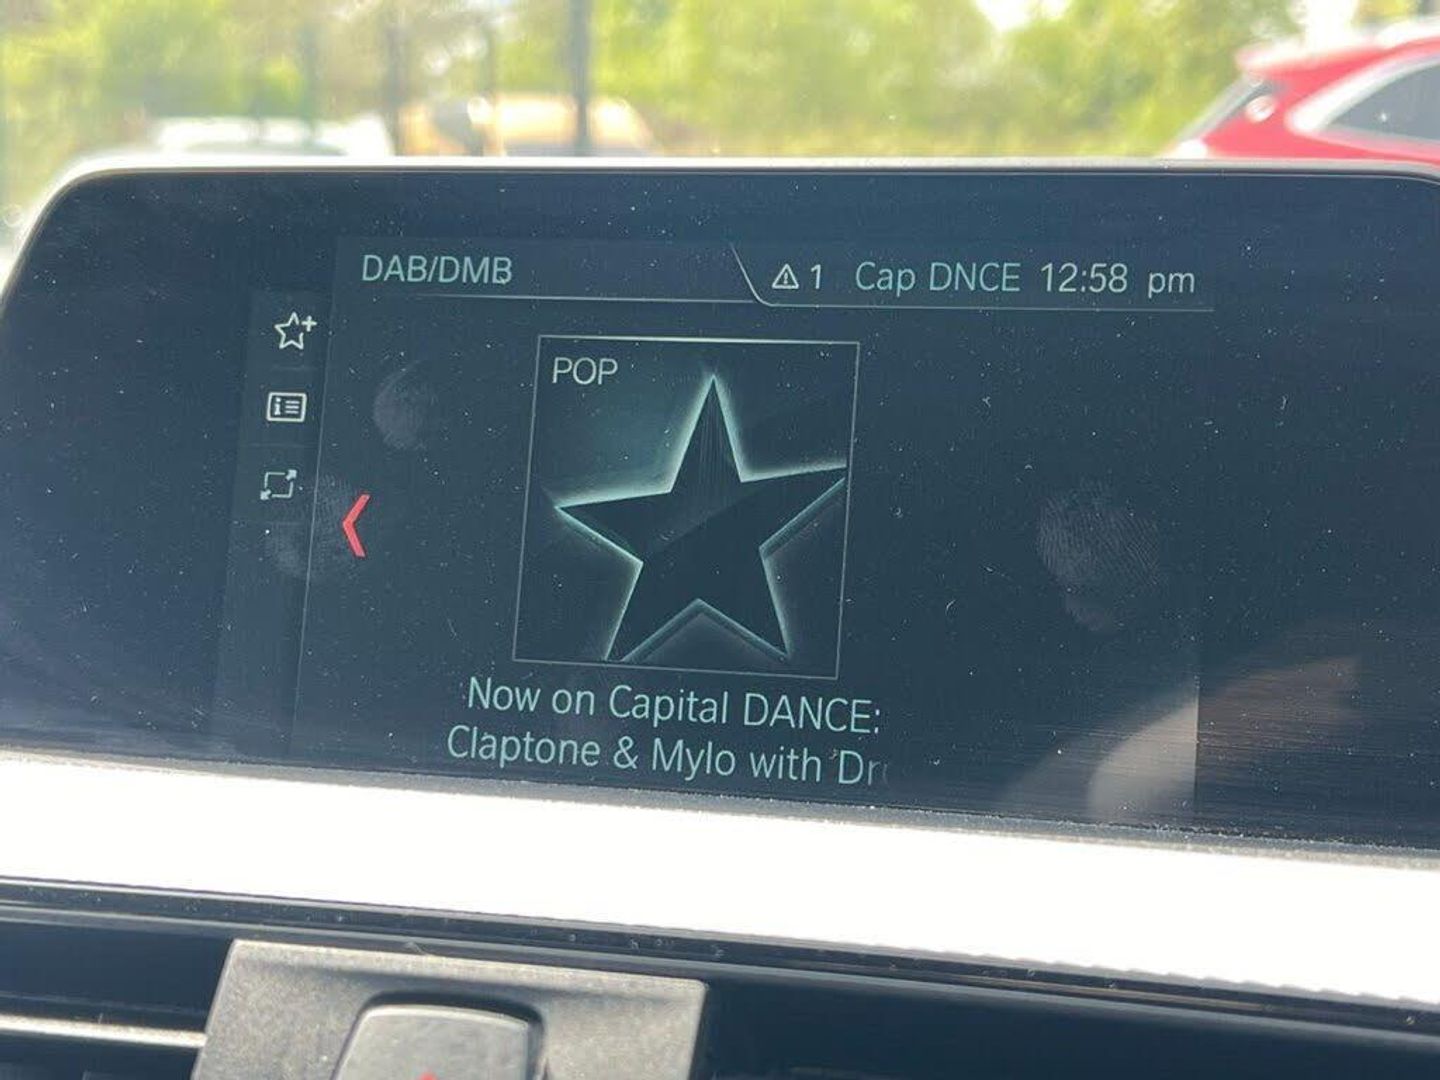 DAB/DMB
1 Cap DNCE 12:58 pm
POP
Now on Capital DANCE:
Claptone & Mylo with